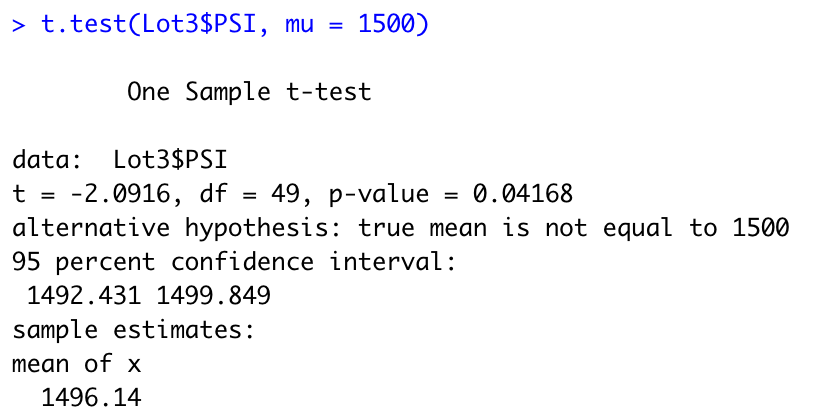 > t.test(Lot3$PSI, mu = 1500)
One Sample t-test
data:  Lot3$PSI
t = -2.0916, df = 49, p-value = 0.04168
alternative hypothesis: true mean is not equal to 1500
95 percent confidence interval:
1492.431 1499.849
sample estimates:
mean of x
1496.14